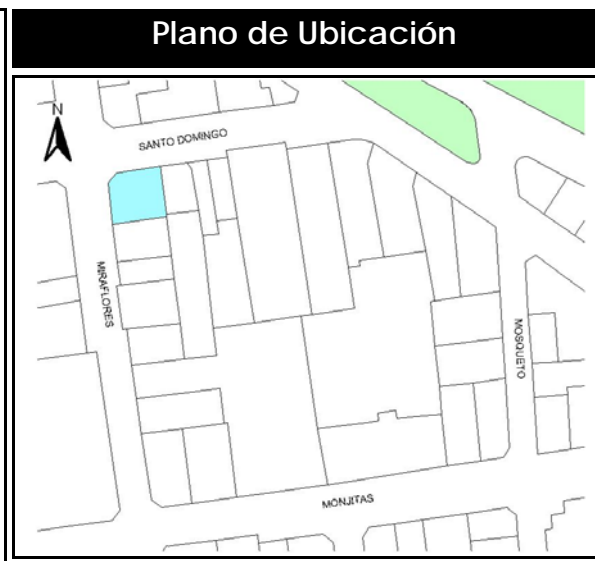 Plano de Ubicación
N
SANTO DOMINGO
MIRAFLORES
MOSQUETO
MONJITAS